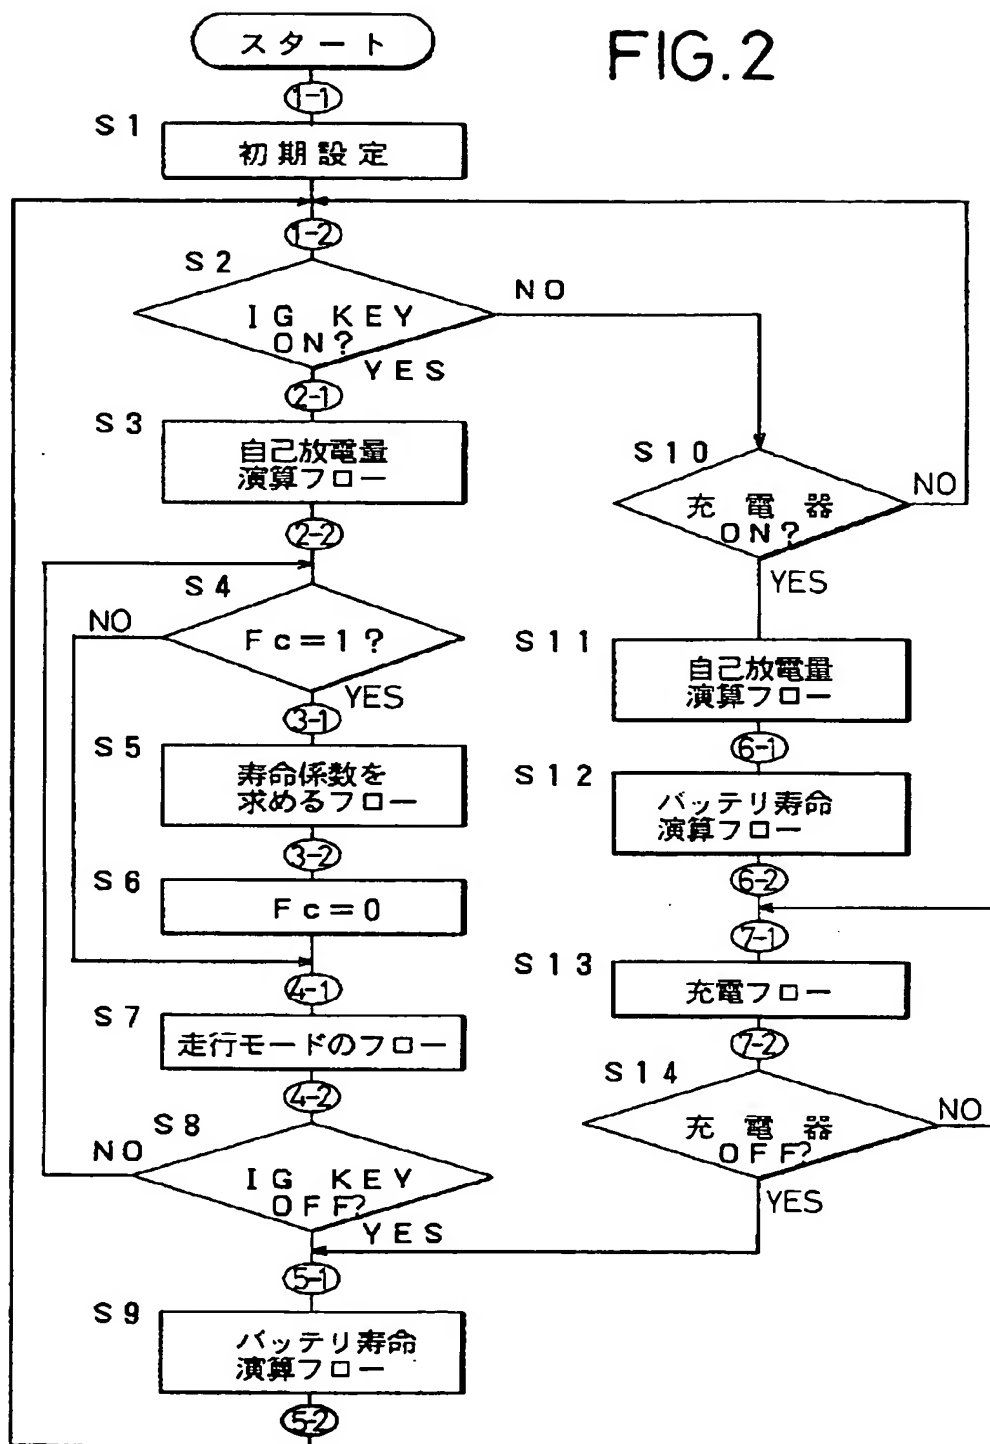 FIG.2
スタート
1-1
S1
初期設定
1-2
S2
IG KEY
ON?
NO
YES
2-1
S3
自己放電量
演算フロー
2-2
S4
Fc=1?
NO
YES
3-1
S5
寿命係数を
求めるフロー
3-2
S6
Fc=0
4-1
S7
走行モードのフロー
4-2
S8
IG KEY
OFF?
NO
YES
5-1
S9
バッテリ寿命
演算フロー
5-2
S10
充電器
ON?
NO
YES
S11
自己放電量
演算フロー
6-1
S12
バッテリ寿命
演算フロー
6-2
7-1
S13
充電フロー
7-2
S14
充電器
OFF?
NO
YES